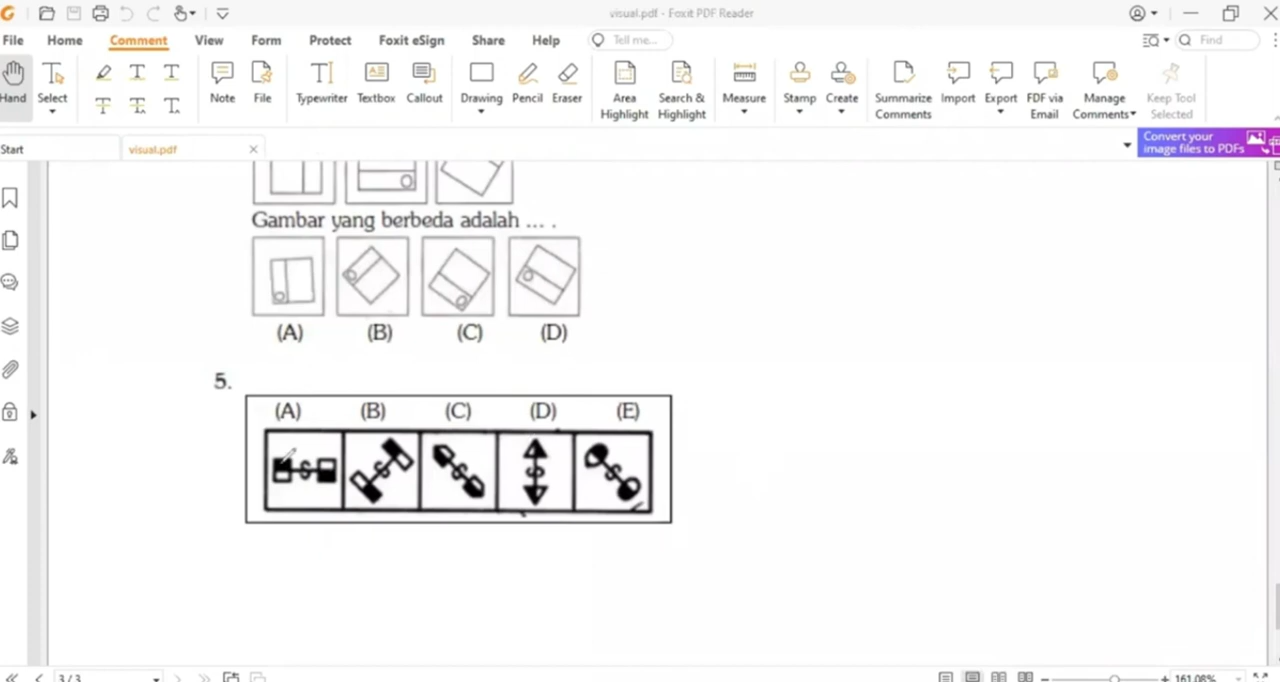 visual.pdf - Foxit PDF Reader
File Home Comment View Form Protect Foxit eSign Share Help Tell me... Find
Hand Select Note File Typewriter Textbox Callout Drawing Pencil Eraser Area Highlight Search & Highlight Measure Stamp Create Summarize Comments Import Export FDF via Email Manage Comments Keep Tool Selected
Start visual.pdf Convert your image files to PDFs
Gambar yang berbeda adalah ... .
(A) (B) (C) (D)
5.
(A) (B) (C) (D) (E)
S S S S S
3/3 161.08%